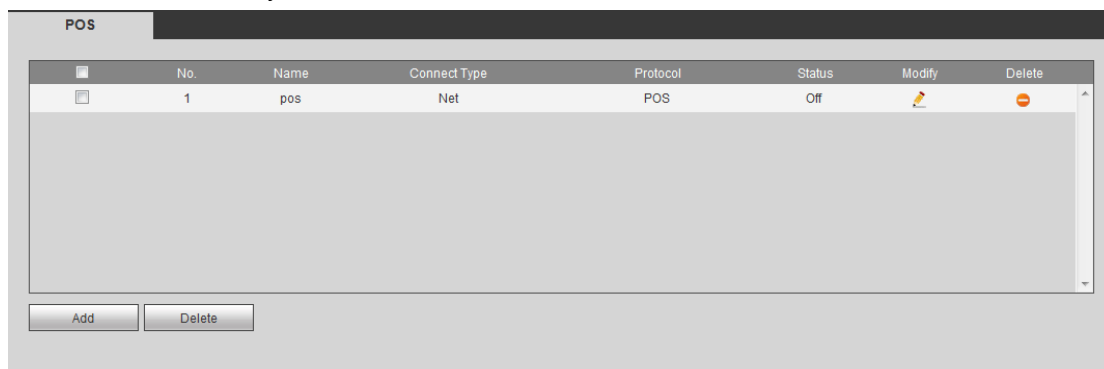 POS
No. Name Connect Type Protocol Status Modify Delete
1 pos Net POS Off
Add Delete